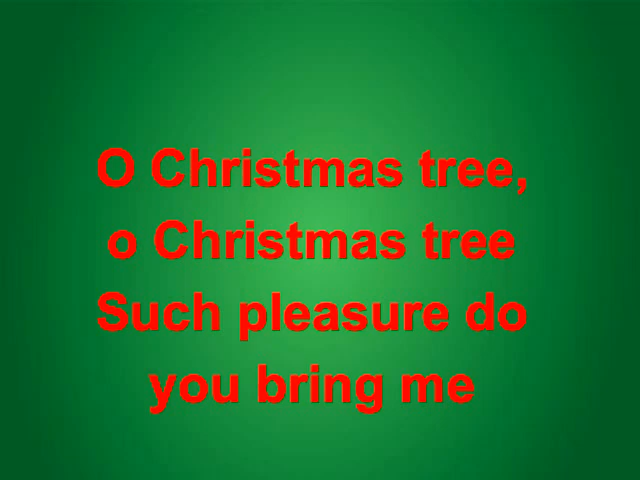 O Christmas tree,
o Christmas tree
Such pleasure do
you bring me